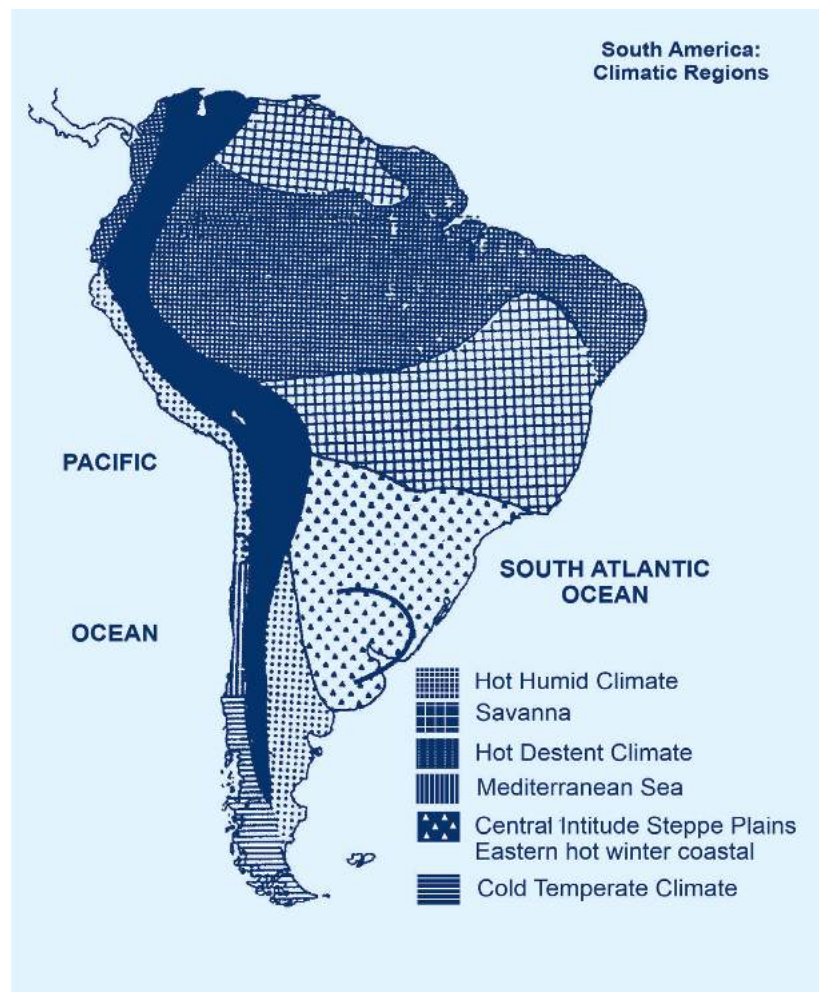 South America:
Climatic Regions
PACIFIC
OCEAN
SOUTH ATLANTIC
OCEAN
Hot Humid Climate
Savanna
Hot Destent Climate
Mediterranean Sea
Central Intitude Steppe Plains
Eastern hot winter coastal
Cold Temperate Climate